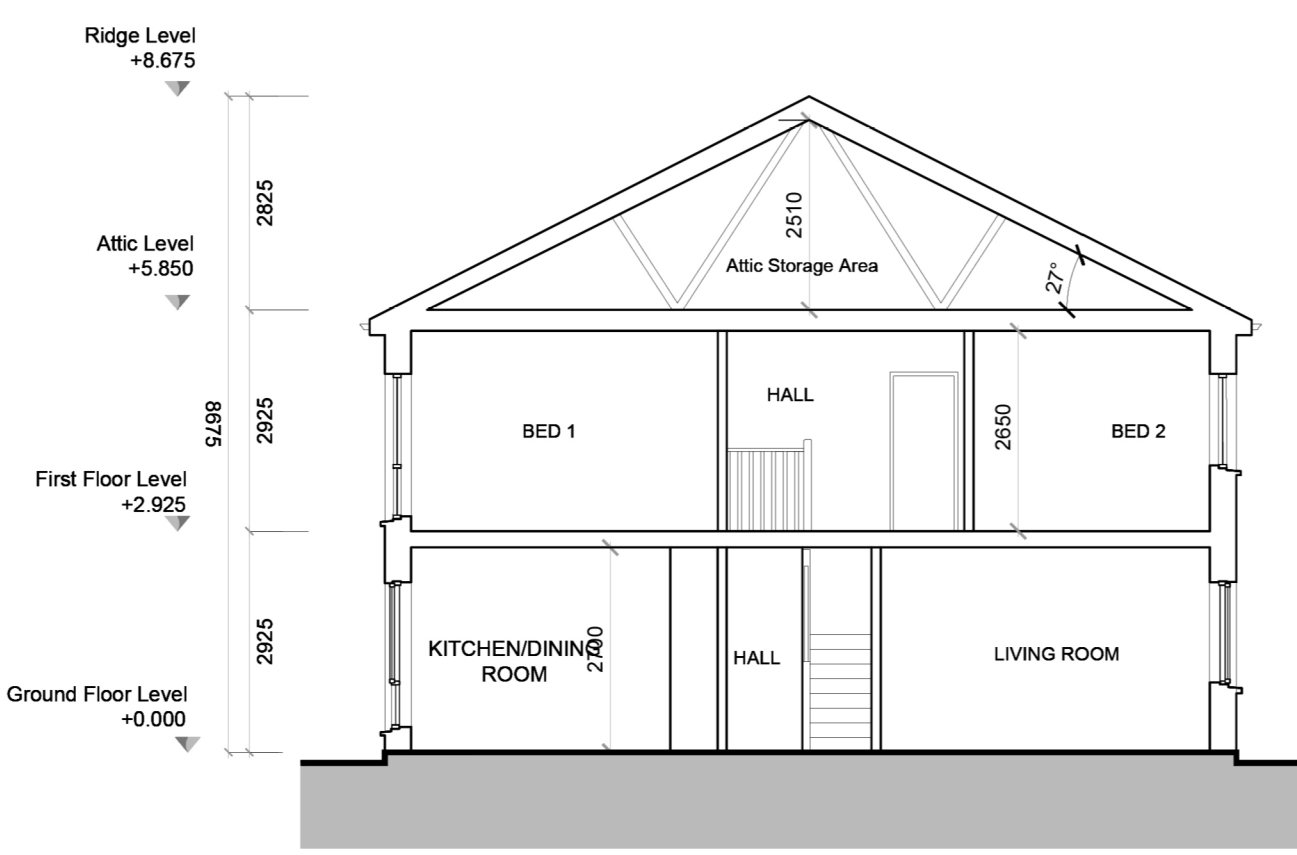 Ridge Level
+8.675
2825
2510
Attic Level
+5.850
Attic Storage Area
27°
8675
2925
HALL
BED 1
2650
BED 2
First Floor Level
+2.925
2925
KITCHEN/DINING
ROOM
2700
HALL
LIVING ROOM
Ground Floor Level
+0.000